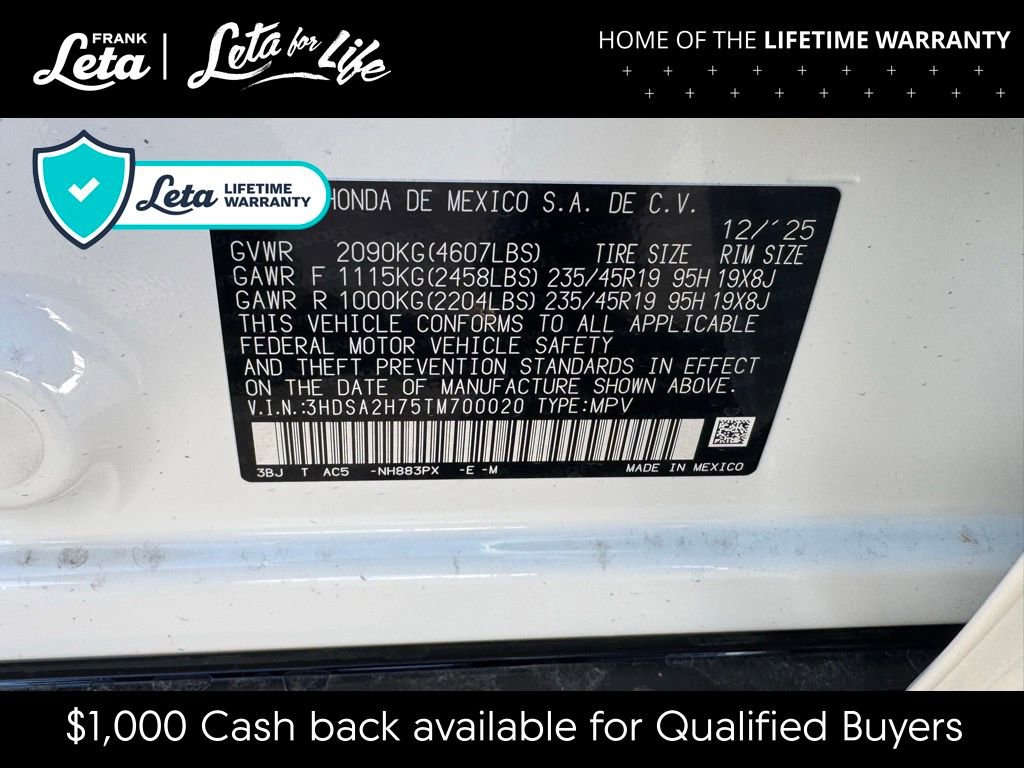 FRANK
Leta
Leta for Life
HOME OF THE LIFETIME WARRANTY
Leta LIFETIME WARRANTY
HONDA DE MEXICO S.A. DE C.V.
12/'25
GVWR 2090KG(4607LBS) TIRE SIZE RIM SIZE
GAWR F 1115KG(2458LBS) 235/45R19 95H 19X8J
GAWR R 1000KG(2204LBS) 235/45R19 95H 19X8J
THIS VEHICLE CONFORMS TO ALL APPLICABLE
FEDERAL MOTOR VEHICLE SAFETY
AND THEFT PREVENTION STANDARDS IN EFFECT
ON THE DATE OF MANUFACTURE SHOWN ABOVE.
V.I.N.:3HDSA2H75TM700020 TYPE:MPV
3BJ T AC5 -NH883PX -E -M MADE IN MEXICO
$1,000 Cash back available for Qualified Buyers